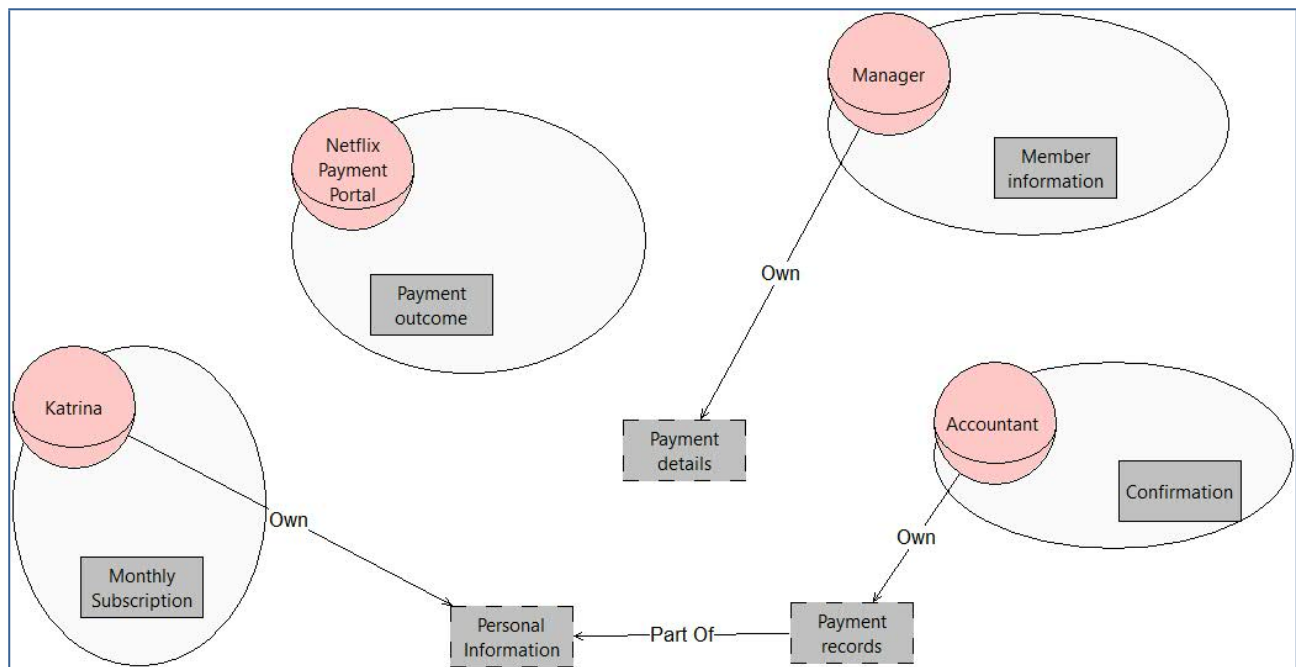 Manager
Netflix
Payment
Portal
Member
information
Own
Payment
outcome
Katrina
Payment
details
Accountant
Confirmation
Own
Own
Monthly
Subscription
Personal
Information
Part Of
Payment
records